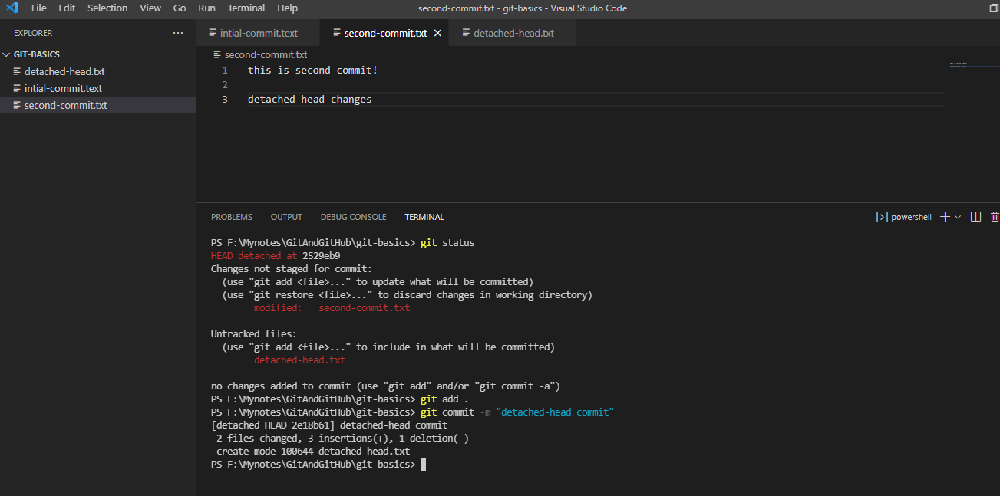 File Edit Selection View Go Run Terminal Help second-commit.txt - git-basics - Visual Studio Code
EXPLORER ...
GIT-BASICS
detached-head.txt
intial-commit.text
second-commit.txt
intial-commit.text second-commit.txt detached-head.txt
second-commit.txt
1 this is second commit!
2
3 detached head changes
PROBLEMS OUTPUT DEBUG CONSOLE TERMINAL powershell
PS F:\Mynotes\GitAndGitHub\git-basics> git status
HEAD detached at 2529eb9
Changes not staged for commit:
  (use "git add <file>..." to update what will be committed)
  (use "git restore <file>..." to discard changes in working directory)
        modified:   second-commit.txt

Untracked files:
  (use "git add <file>..." to include in what will be committed)
        detached-head.txt

no changes added to commit (use "git add" and/or "git commit -a")
PS F:\Mynotes\GitAndGitHub\git-basics> git add .
PS F:\Mynotes\GitAndGitHub\git-basics> git commit -m "detached-head commit"
[detached HEAD 2e18b61] detached-head commit
 2 files changed, 3 insertions(+), 1 deletion(-)
 create mode 100644 detached-head.txt
PS F:\Mynotes\GitAndGitHub\git-basics>